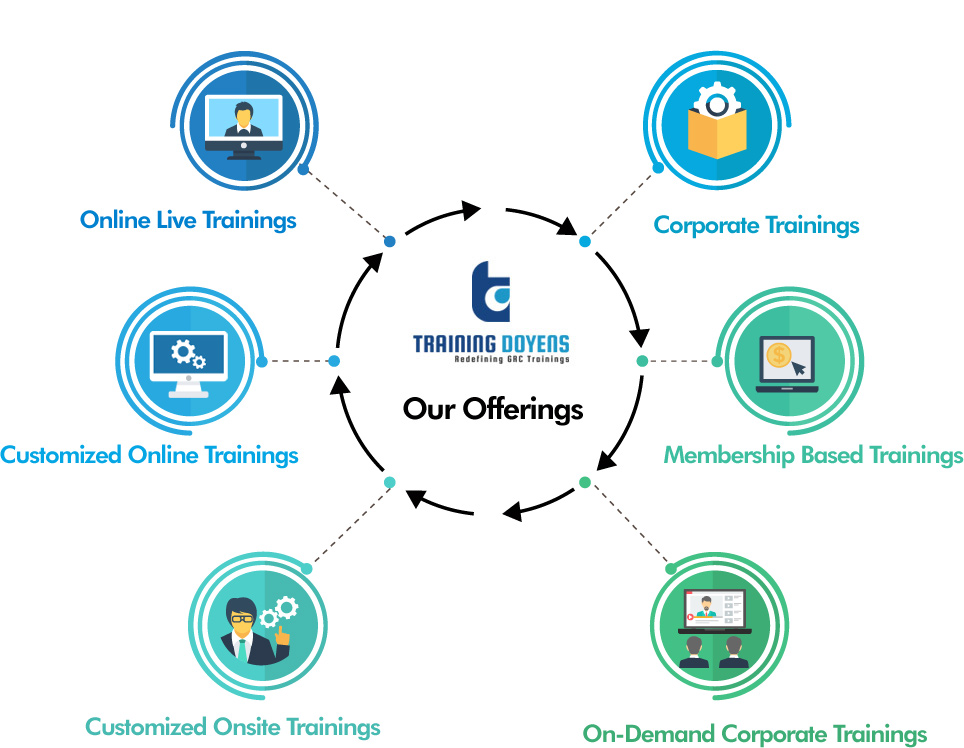 Online Live Trainings
Corporate Trainings
TRAINING DOYENS
Redefining GRC Trainings
Our Offerings
Customized Online Trainings
Membership Based Trainings
$
Customized Onsite Trainings
On-Demand Corporate Trainings